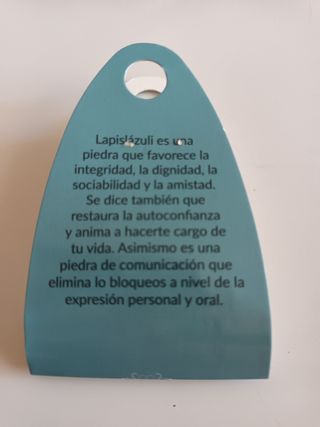 Lapislázuli es una
piedra que favorece la
integridad, la dignidad, la
sociabilidad y la amistad.
Se dice también que
restaura la autoconfianza
y anima a hacerte cargo de
tu vida. Asimismo es una
piedra de comunicación que
elimina lo bloqueos a nivel de la
expresión personal y oral.